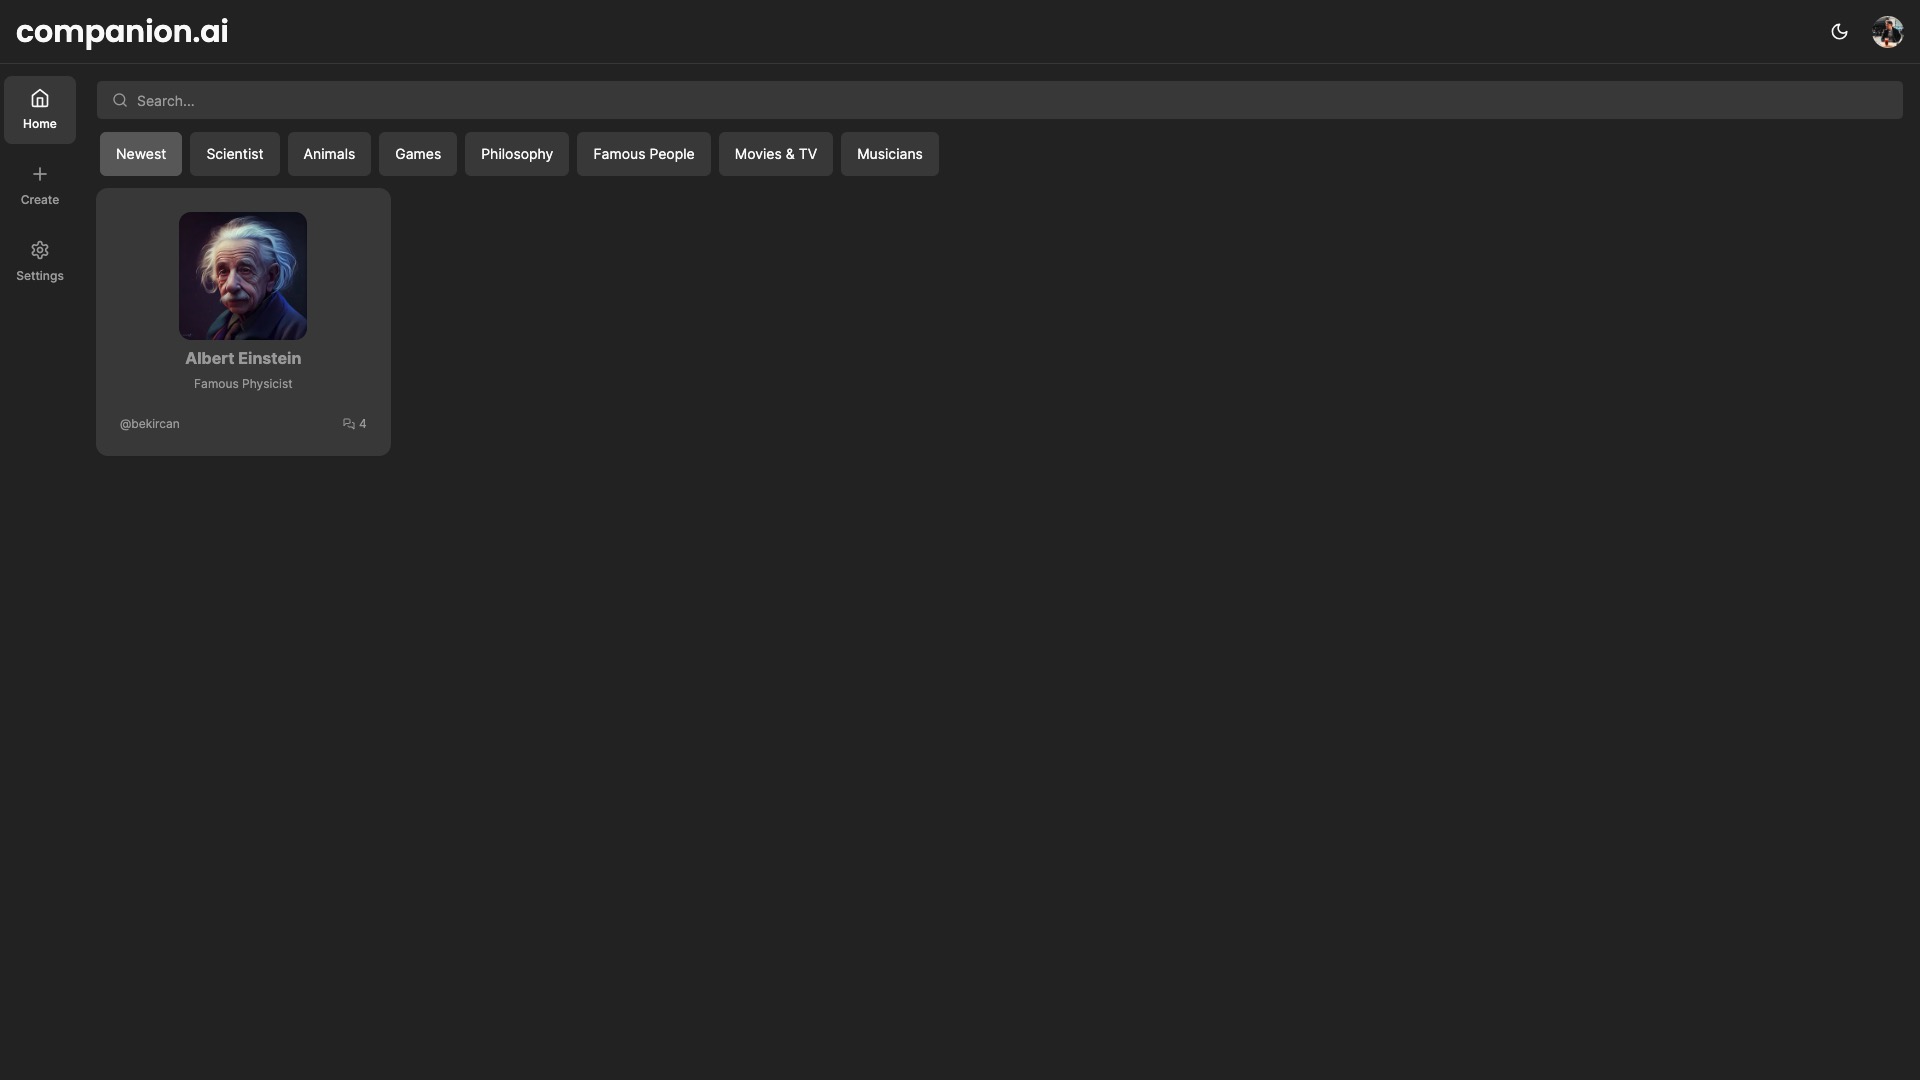 companion.ai
Home
Create
Settings
Search...
Newest
Scientist
Animals
Games
Philosophy
Famous People
Movies & TV
Musicians
Albert Einstein
Famous Physicist
@bekircan
4